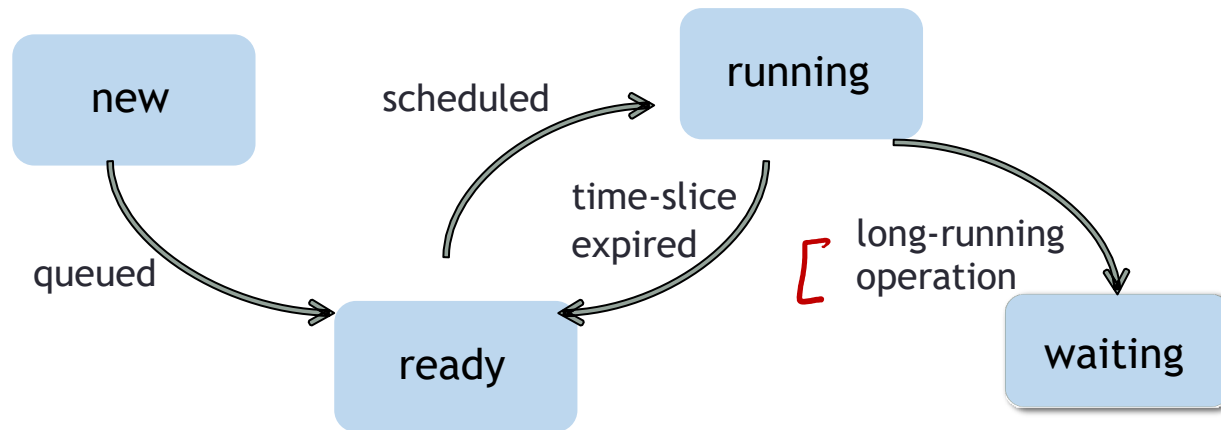 running
new
scheduled
time-slice
expired
long-running
operation
queued
waiting
ready